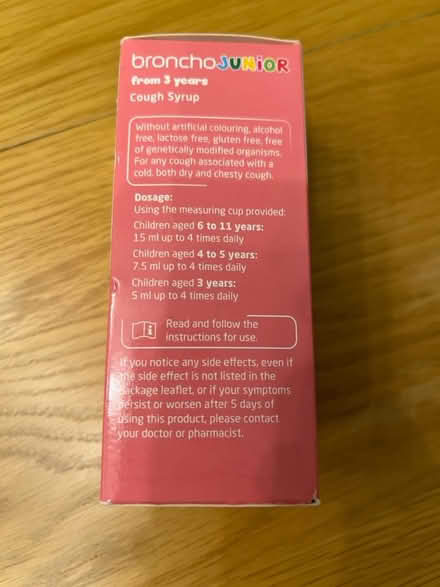 bronchoJUNiOR
from 3 years
Cough Syrup
Without artificial colouring, alcohol
free, lactose free, gluten free, free
of genetically modified organisms.
For any cough associated with a
cold, both dry and chesty cough.
Dosage:
Using the measuring cup provided:
Children aged 6 to 11 years:
15 ml up to 4 times daily
Children aged 4 to 5 years:
7.5 ml up to 4 times daily
Children aged 3 years:
5 ml up to 4 times daily
Read and follow the
instructions for use.
If you notice any side effects, even if
the side effect is not listed in the
package leaflet, or if your symptoms
persist or worsen after 5 days of
using this product, please contact
your doctor or pharmacist.